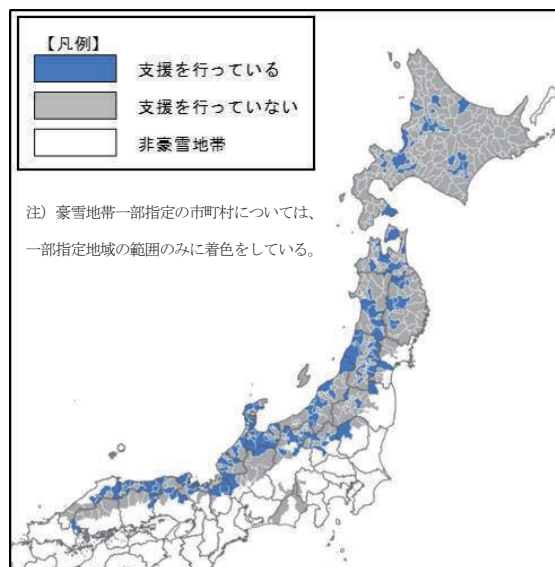 【凡例】
支援を行っている
支援を行っていない
非豪雪地帯
注）豪雪地帯一部指定の市町村については、
一部指定地域の範囲のみに着色をしている。